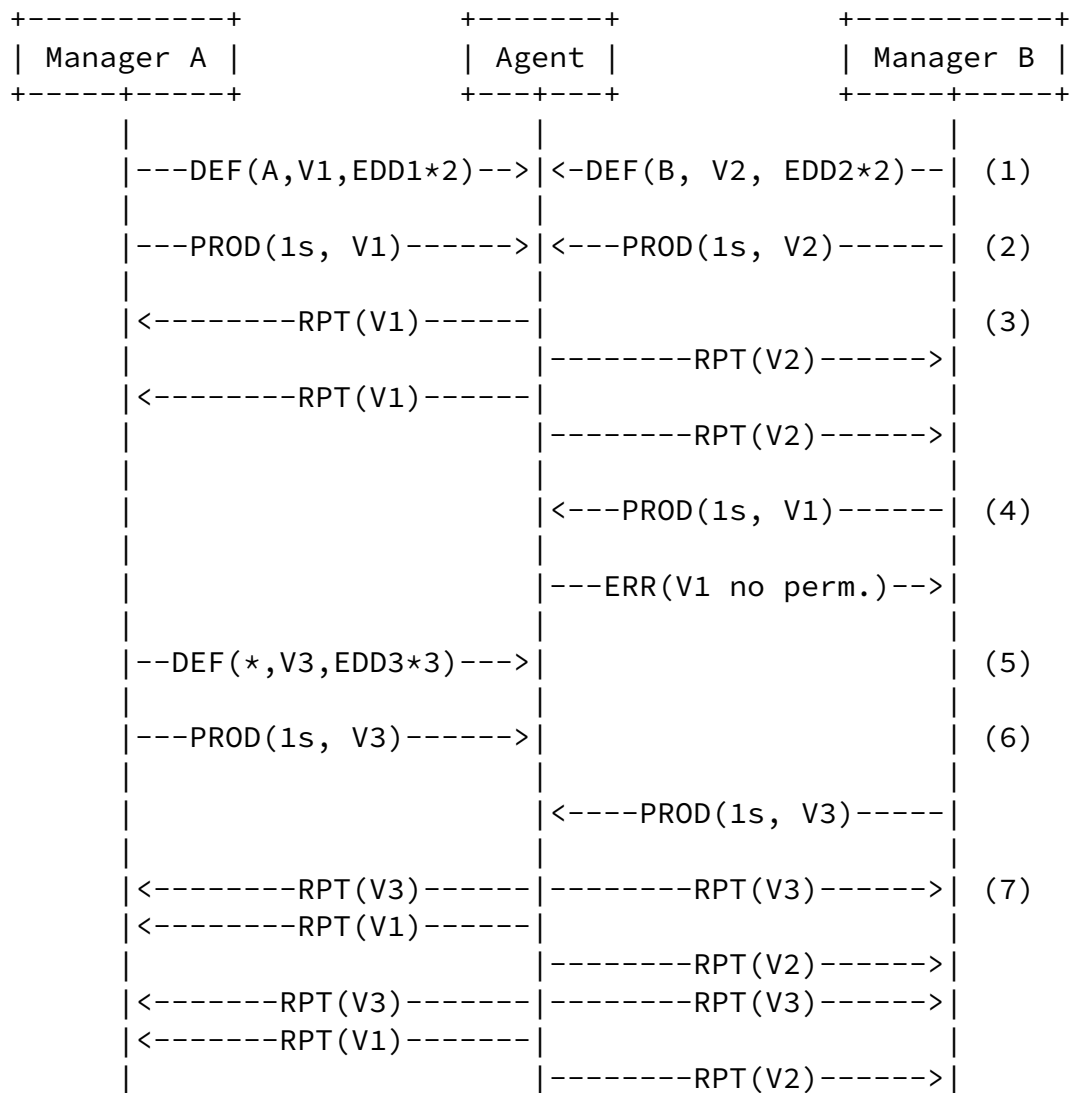 +-----------+           +-------+           +-----------+
| Manager A |           | Agent |           | Manager B |
+-----+-----+           +---+---+           +-----+-----+
      |                     |                     |
      |---DEF(A,V1,EDD1*2)-->|<-DEF(B, V2, EDD2*2)--| (1)
      |                     |                     |
      |---PROD(1s, V1)------>|<---PROD(1s, V2)------| (2)
      |                     |                     |
      |<--------RPT(V1)------|                     | (3)
      |                     |--------RPT(V2)------>|
      |<--------RPT(V1)------|                     |
      |                     |--------RPT(V2)------>|
      |                     |                     |
      |                     |<---PROD(1s, V1)------| (4)
      |                     |                     |
      |                     |---ERR(V1 no perm.)-->|
      |                     |                     |
      |--DEF(*,V3,EDD3*3)--->|                     | (5)
      |                     |                     |
      |---PROD(1s, V3)------>|                     | (6)
      |                     |                     |
      |                     |<----PROD(1s, V3)-----|
      |                     |                     |
      |<--------RPT(V3)------|--------RPT(V3)------>| (7)
      |<--------RPT(V1)------|                     |
      |                     |--------RPT(V2)------>|
      |<-------RPT(V3)-------|--------RPT(V3)------>|
      |<-------RPT(V1)-------|                     |
      |                     |--------RPT(V2)------>|